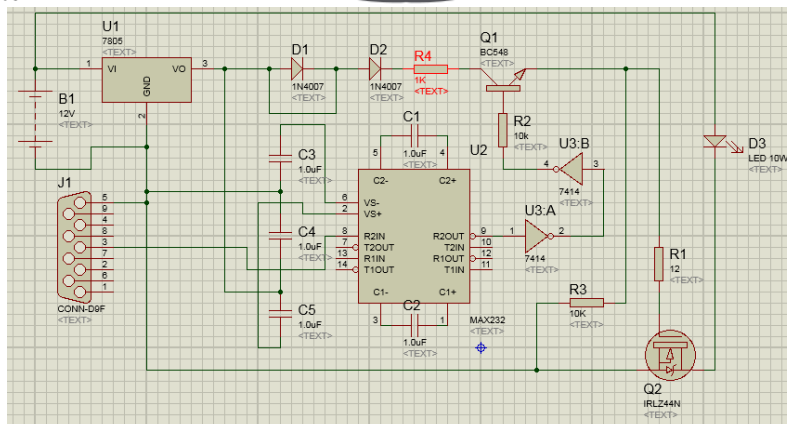 U1
7805
<TEXT>
1
VI
VO
3
GND
2
B1
12V
<TEXT>
D1
1N4007
<TEXT>
D2
1N4007
<TEXT>
R4
1K
<TEXT>
Q1
BC548
<TEXT>
R2
10k
<TEXT>
D3
LED 10W
<TEXT>
C1
1.0uF
<TEXT>
5
4
U2
U3:B
4
3
7414
<TEXT>
C3
1.0uF
<TEXT>
C2-
C2+
J1
5
9
4
8
3
7
2
6
1
CONN-D9F
<TEXT>
6
VS-
2
VS+
8
R2IN
R2OUT
9
7
T2OUT
T2IN
10
13
R1IN
R1OUT
12
14
T1OUT
T1IN
11
U3:A
1
2
7414
<TEXT>
C4
1.0uF
<TEXT>
R1
12
<TEXT>
C1-
C1+
R3
10K
<TEXT>
C5
1.0uF
<TEXT>
3
C2
1
1.0uF
<TEXT>
MAX232
<TEXT>
Q2
IRLZ44N
<TEXT>